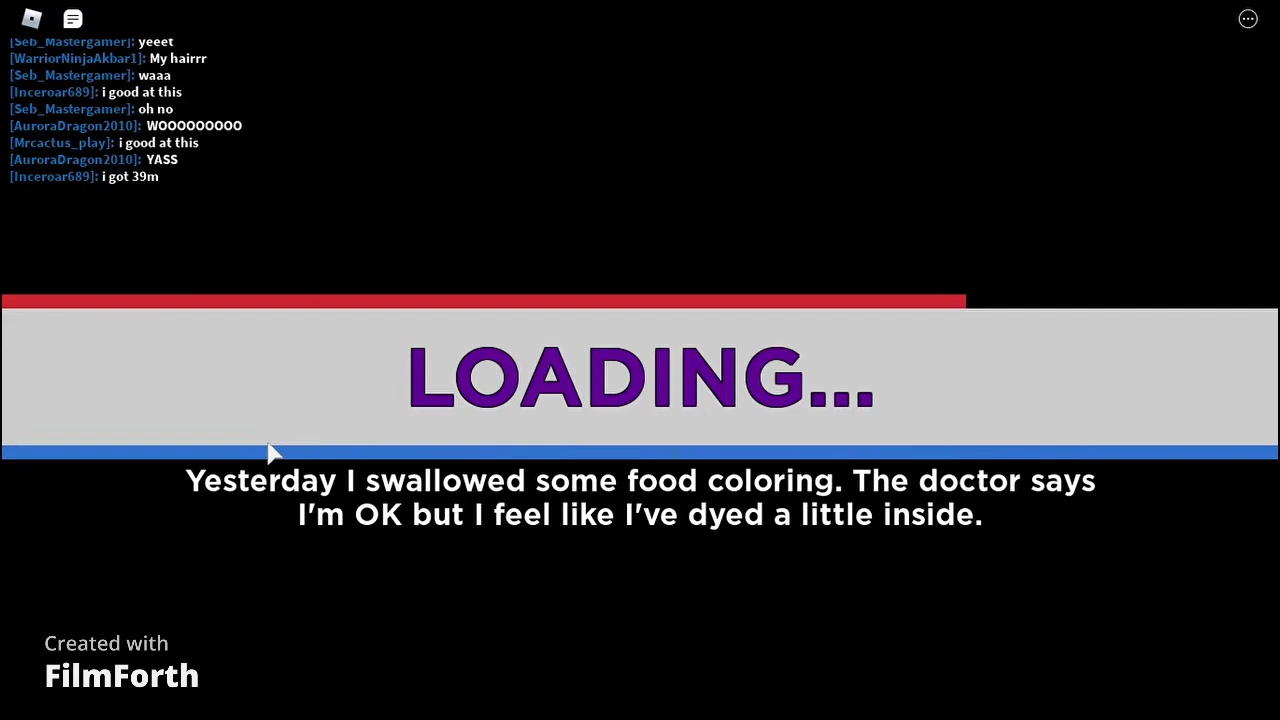 [Seb_Mastergamer]: yeeet
[WarriorNinjaAkbar1]: My hairrr
[Seb_Mastergamer]: waaa
[Inceroar689]: i good at this
[Seb_Mastergamer]: oh no
[AuroraDragon2010]: WOOOOOOOOO
[Mrcactus_play]: i good at this
[AuroraDragon2010]: YASS
[Inceroar689]: i got 39m
LOADING...
Yesterday I swallowed some food coloring. The doctor says
I'm OK but I feel like I've dyed a little inside.
Created with
FilmForth